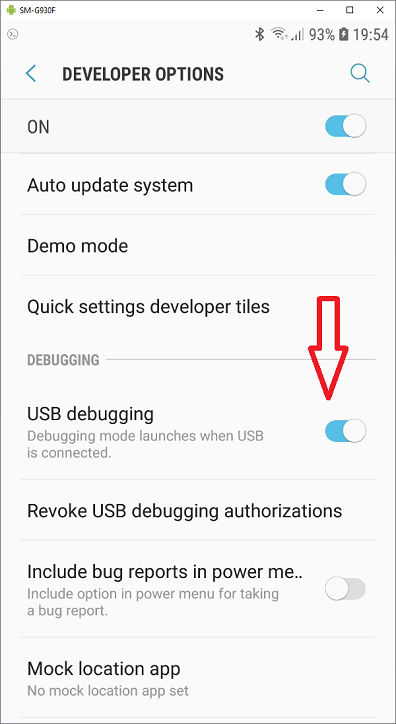 SM-G930F
93% 19:54
DEVELOPER OPTIONS
ON
Auto update system
Demo mode
Quick settings developer tiles
DEBUGGING
USB debugging
Debugging mode launches when USB
is connected.
Revoke USB debugging authorizations
Include bug reports in power me..
Include option in power menu for taking
a bug report.
Mock location app
No mock location app set